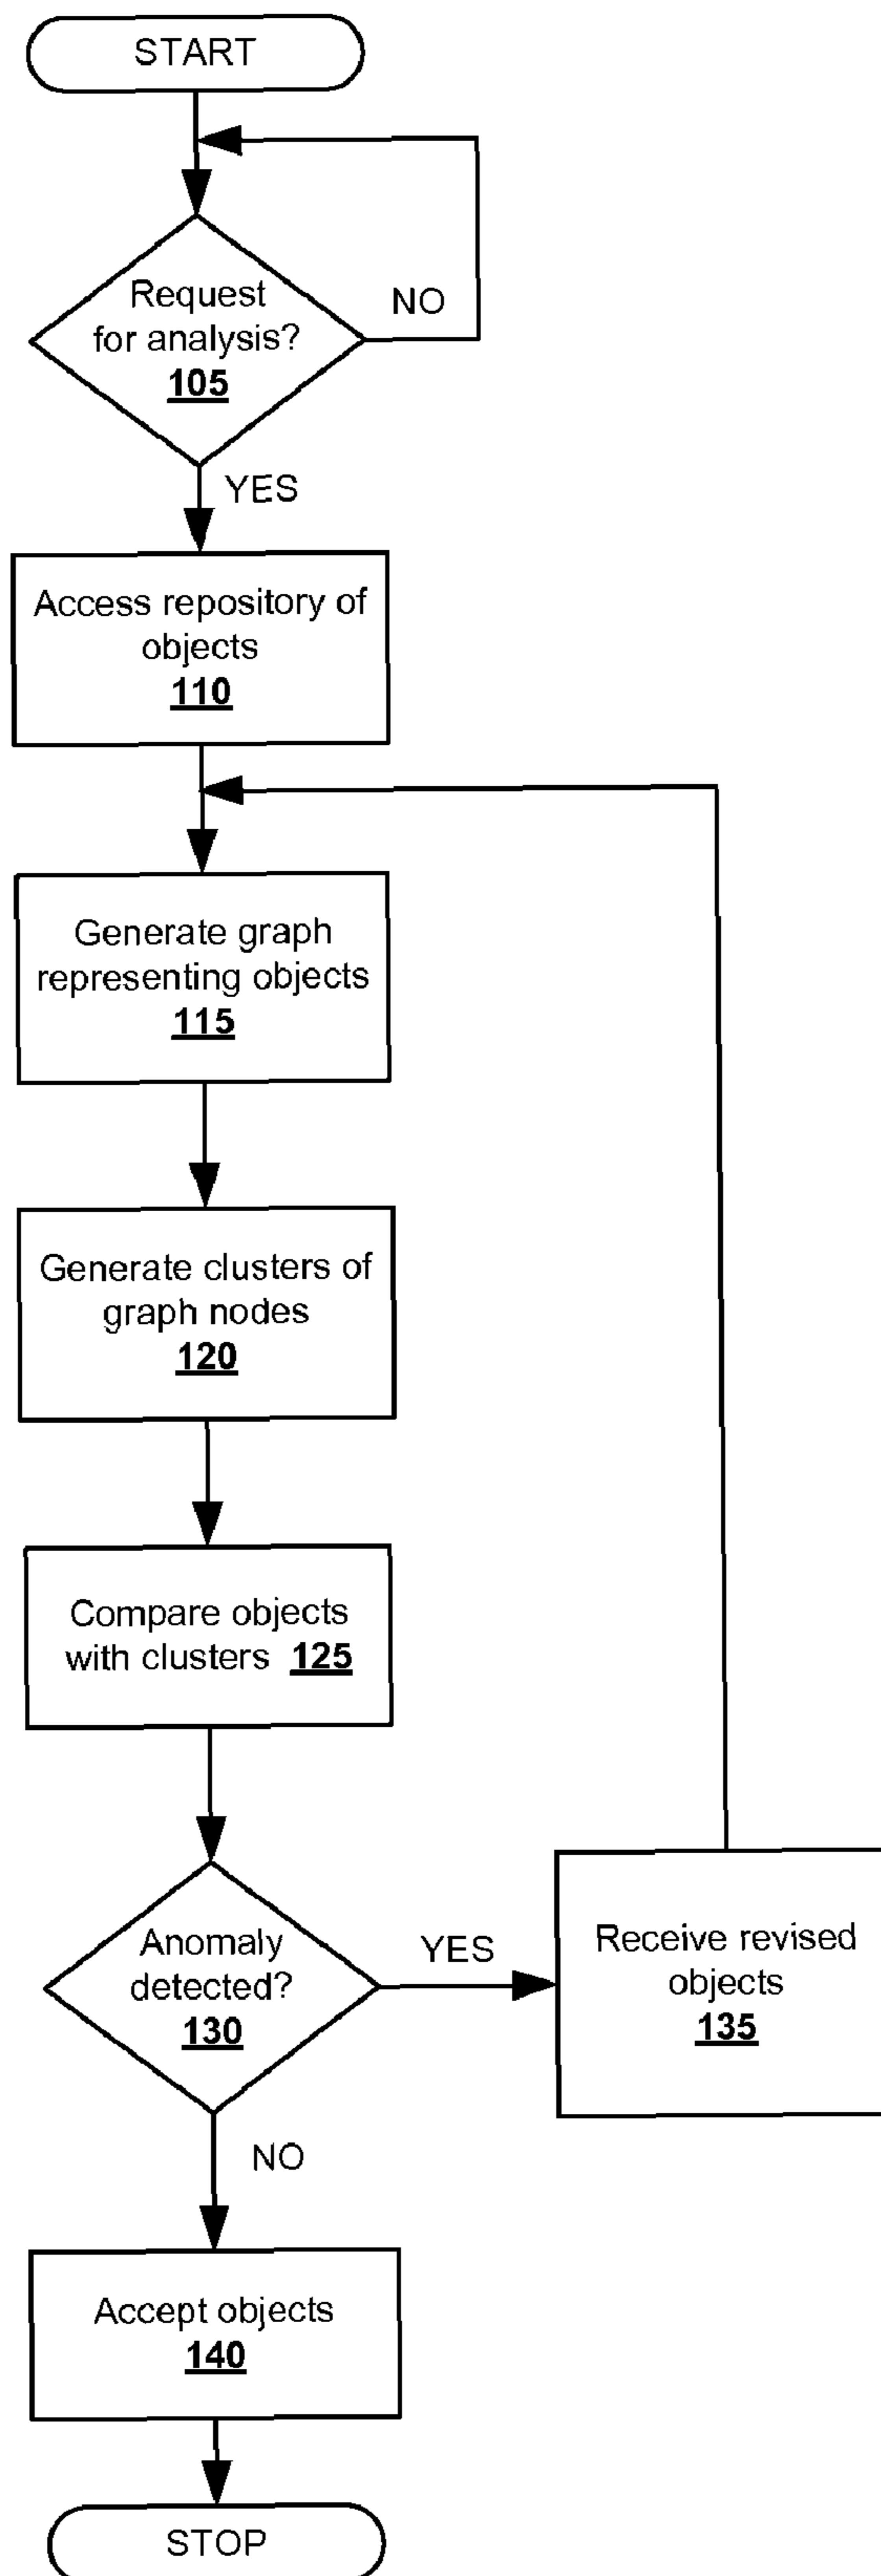 START
Request
for analysis?
105
NO
YES
Access repository of
objects
110
Generate graph
representing objects
115
Generate clusters of
graph nodes
120
Compare objects
with clusters 125
Anomaly
detected?
130
YES
Receive revised
objects
135
NO
Accept objects
140
STOP